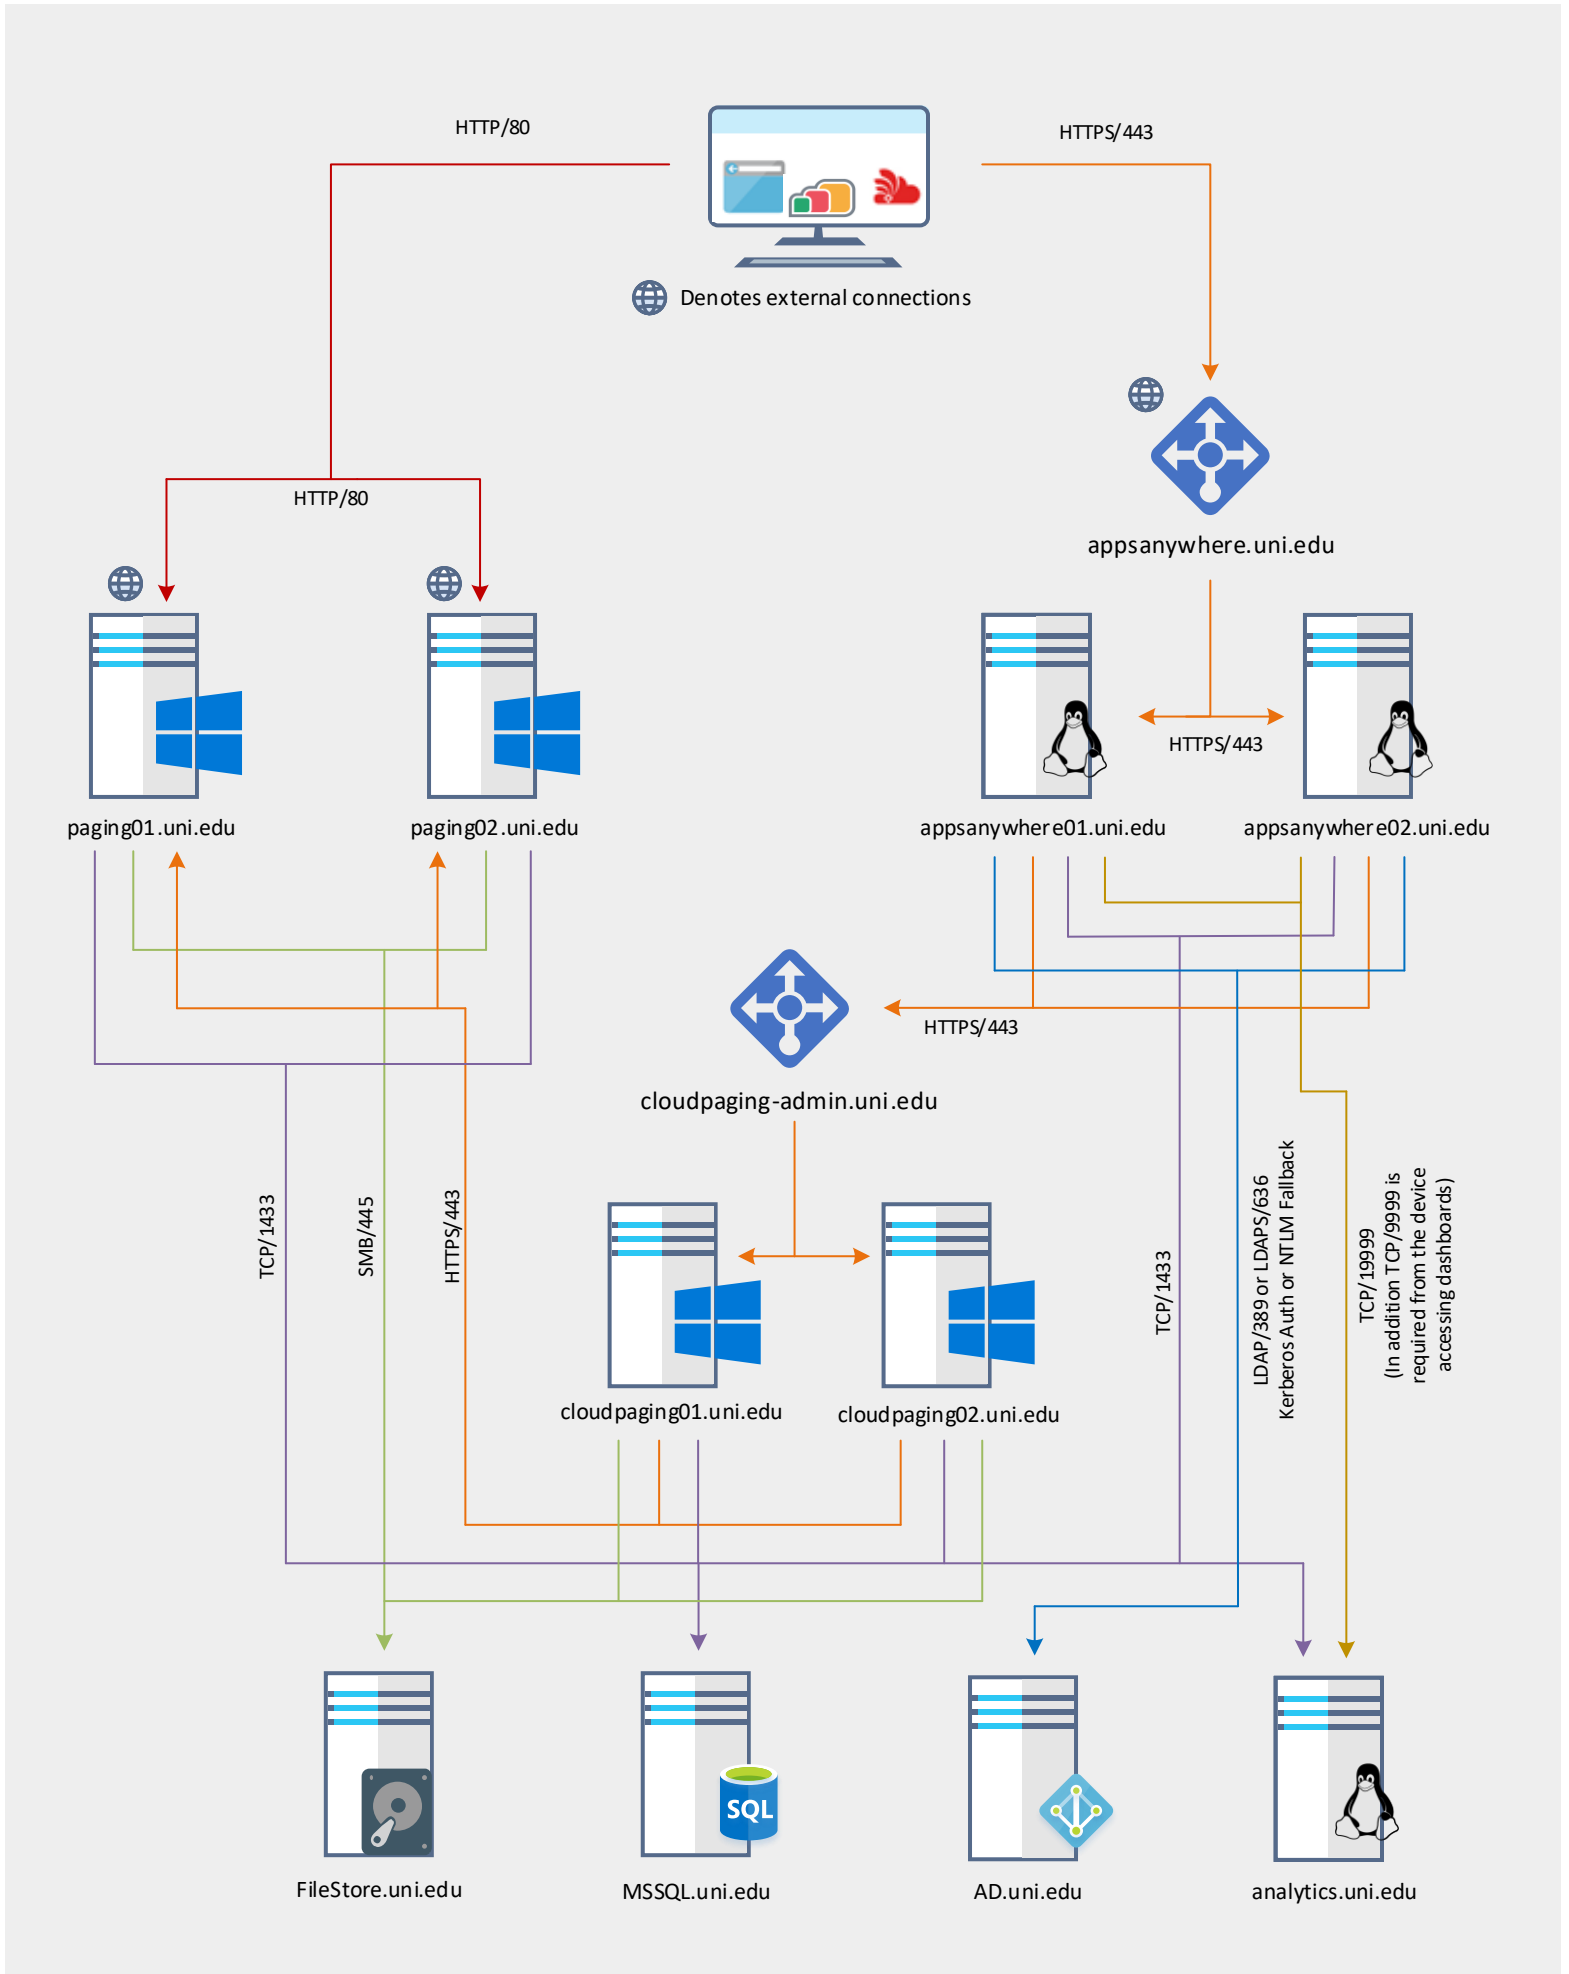 HTTP/80
HTTPS/443
Denotes external connections
HTTP/80
appsanywhere.uni.edu
HTTPS/443
paging01.uni.edu
paging02.uni.edu
appsanywhere01.uni.edu
appsanywhere02.uni.edu
HTTPS/443
cloudpaging-admin.uni.edu
TCP/1433
SMB/445
HTTPS/443
TCP/1433
LDAP/389 or LDAPS/636
Kerberos Auth or NTLM Fallback
TCP/19999
(In addition TCP/9999 is
required from the device
accessing dashboards)
cloudpaging01.uni.edu
cloudpaging02.uni.edu
SQL
FileStore.uni.edu
MSSQL.uni.edu
AD.uni.edu
analytics.uni.edu